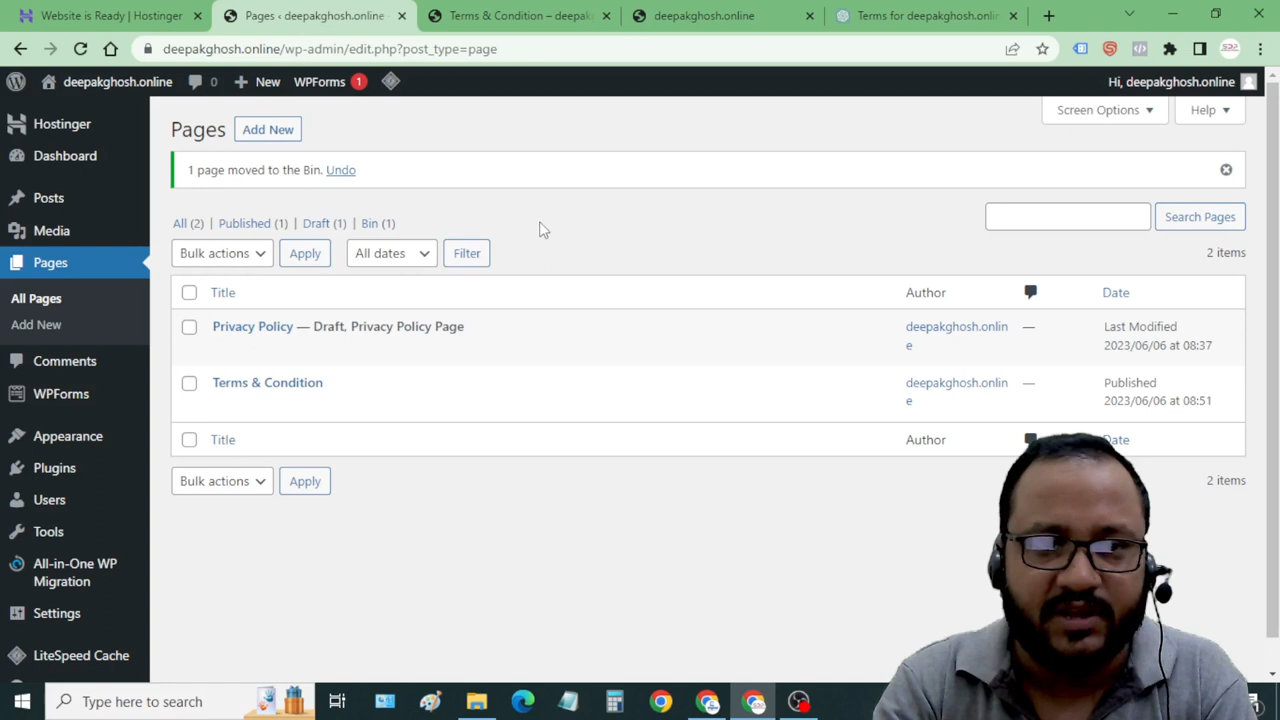 Website is Ready | Hostinger
Pages ‹ deepakghosh.online
Terms & Condition – deepak
deepakghosh.online
Terms for deepakghosh.onlin
deepakghosh.online/wp-admin/edit.php?post_type=page
deepakghosh.online
0
New
WPForms
1
Hi, deepakghosh.online
Hostinger
Dashboard
Posts
Media
Pages
All Pages
Add New
Comments
WPForms
Appearance
Plugins
Users
Tools
All-in-One WP
Migration
Settings
LiteSpeed Cache
Pages
Add New
Screen Options
Help
1 page moved to the Bin. Undo
All (2) | Published (1) | Draft (1) | Bin (1)
Search Pages
Bulk actions
Apply
All dates
Filter
2 items
Title
Author
Date
Privacy Policy — Draft, Privacy Policy Page
deepakghosh.onlin
e
—
Last Modified
2023/06/06 at 08:37
Terms & Condition
deepakghosh.onlin
e
—
Published
2023/06/06 at 08:51
Title
Author
Date
Bulk actions
Apply
2 items
Type here to search